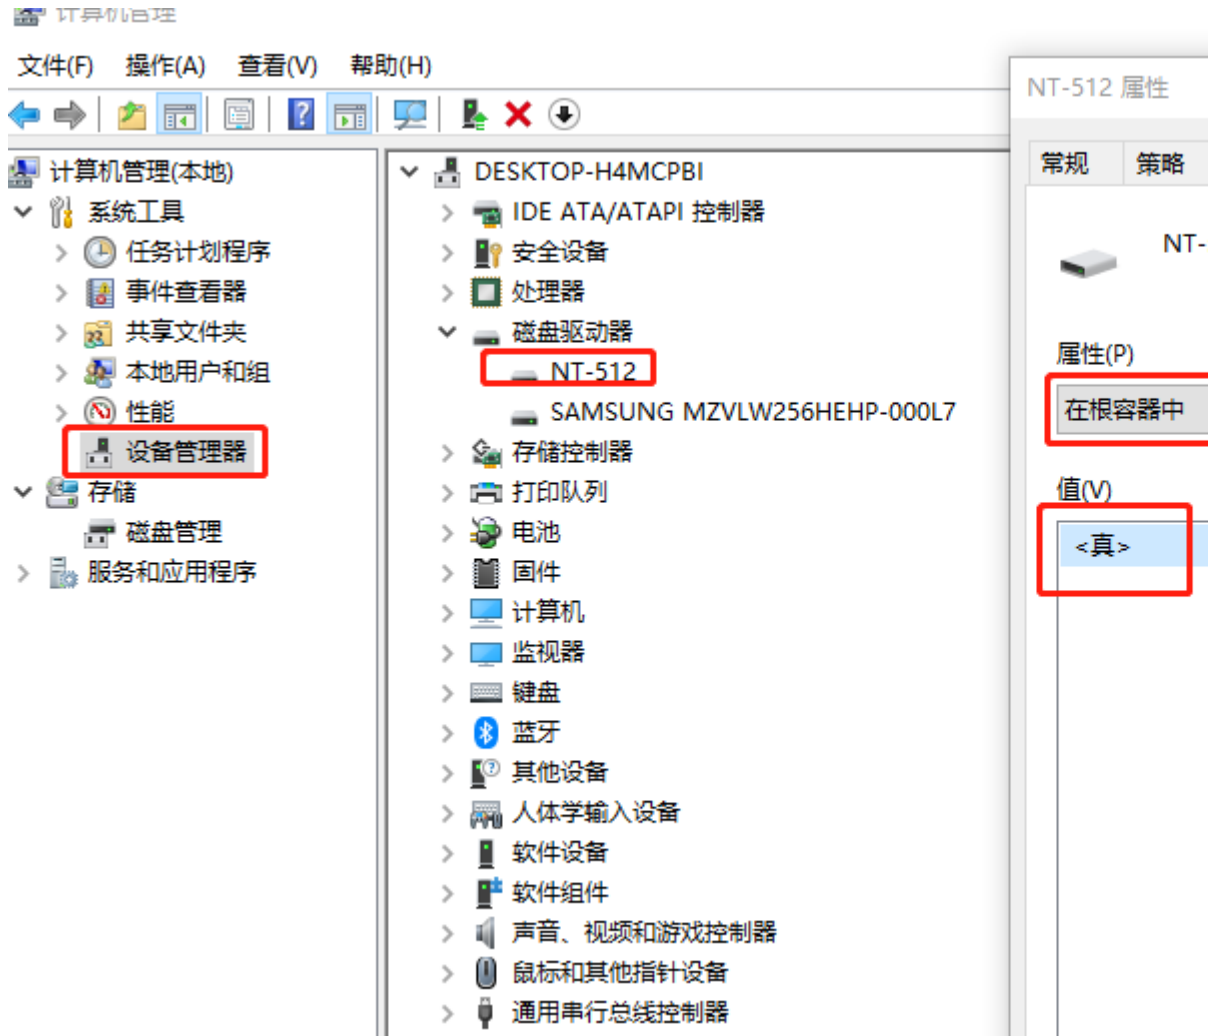 计算机管理
文件(F) 操作(A) 查看(V) 帮助(H)
计算机管理(本地)
系统工具
任务计划程序
事件查看器
共享文件夹
本地用户和组
性能
设备管理器
存储
磁盘管理
服务和应用程序
DESKTOP-H4MCPBI
IDE ATA/ATAPI 控制器
安全设备
处理器
磁盘驱动器
NT-512
SAMSUNG MZVLW256HEHP-000L7
存储控制器
打印队列
电池
固件
计算机
监视器
键盘
蓝牙
其他设备
人体学输入设备
软件设备
软件组件
声音、视频和游戏控制器
鼠标和其他指针设备
通用串行总线控制器
NT-512 属性
常规 策略
NT-
属性(P)
在根容器中
值(V)
<真>